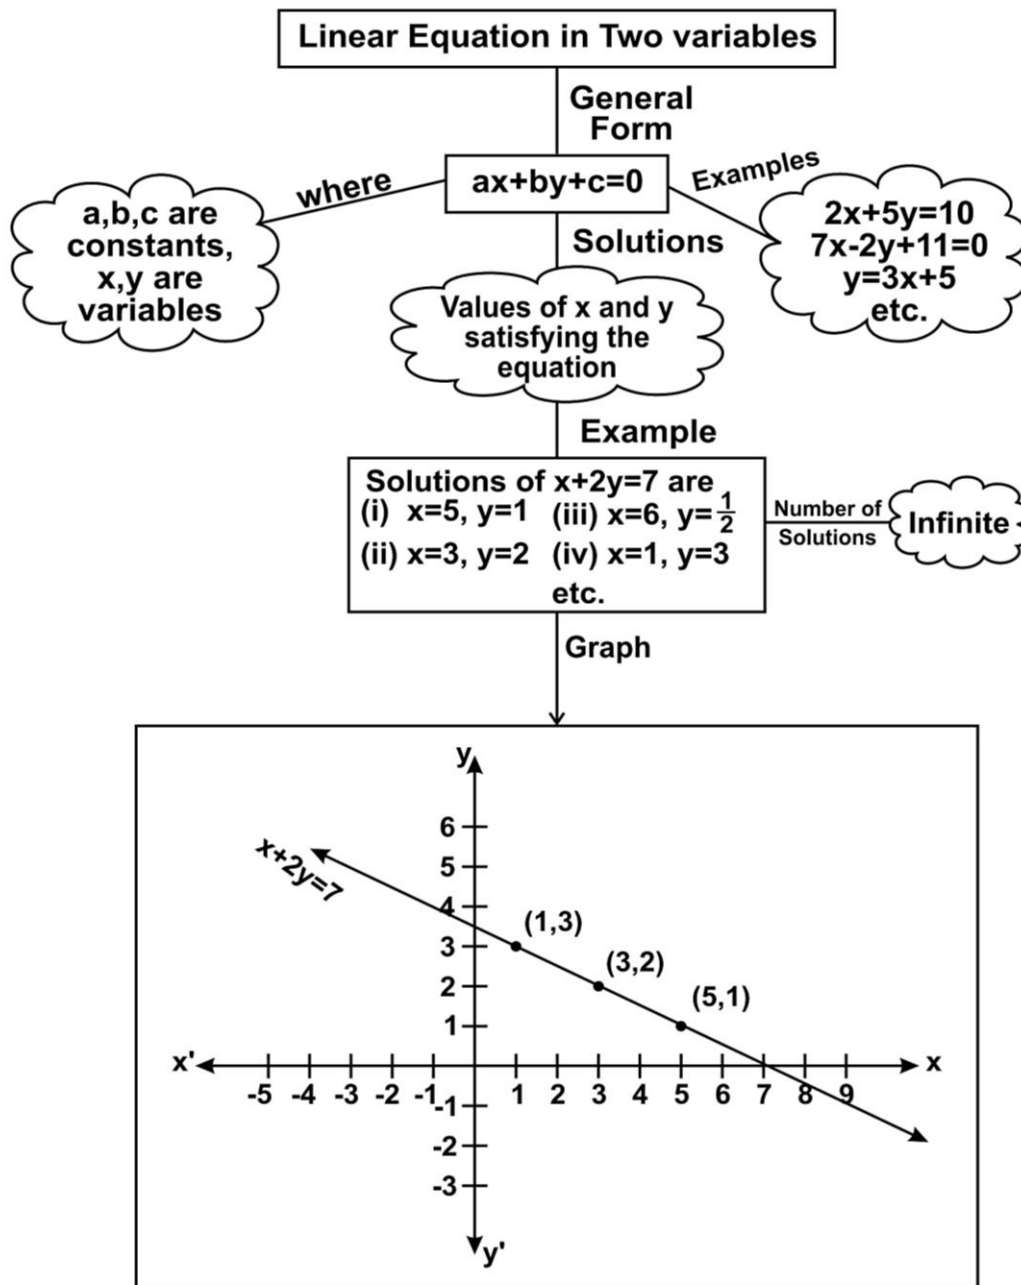 Linear Equation in Two variables
General
Form
where
ax+by+c=0
Examples
a,b,c are
constants,
x,y are
variables
2x+5y=10
7x-2y+11=0
y=3x+5
etc.
Solutions
Values of x and y
satisfying the
equation
Example
Solutions of x+2y=7 are
(i) x=5, y=1 (iii) x=6, y=1/2
(ii) x=3, y=2 (iv) x=1, y=3
etc.
Number of
Solutions
Infinite
Graph
y
6
5
4
3
2
1
x+2y=7
(1,3)
(3,2)
(5,1)
x' x
-5 -4 -3 -2 -1 1 2 3 4 5 6 7 8 9
-1
-2
-3
y'